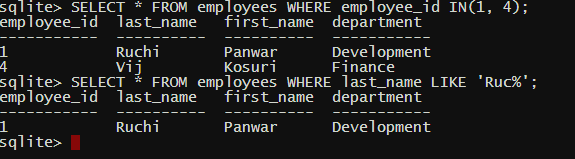 sqlite> SELECT * FROM employees WHERE employee_id IN(1, 4);
employee_id  last_name   first_name  department
-----------  ----------  ----------  -----------
1            Ruchi       Panwar      Development
4            Vij         Kosuri      Finance
sqlite> SELECT * FROM employees WHERE last_name LIKE 'Ruc%';
employee_id  last_name   first_name  department
-----------  ----------  ----------  -----------
1            Ruchi       Panwar      Development
sqlite>